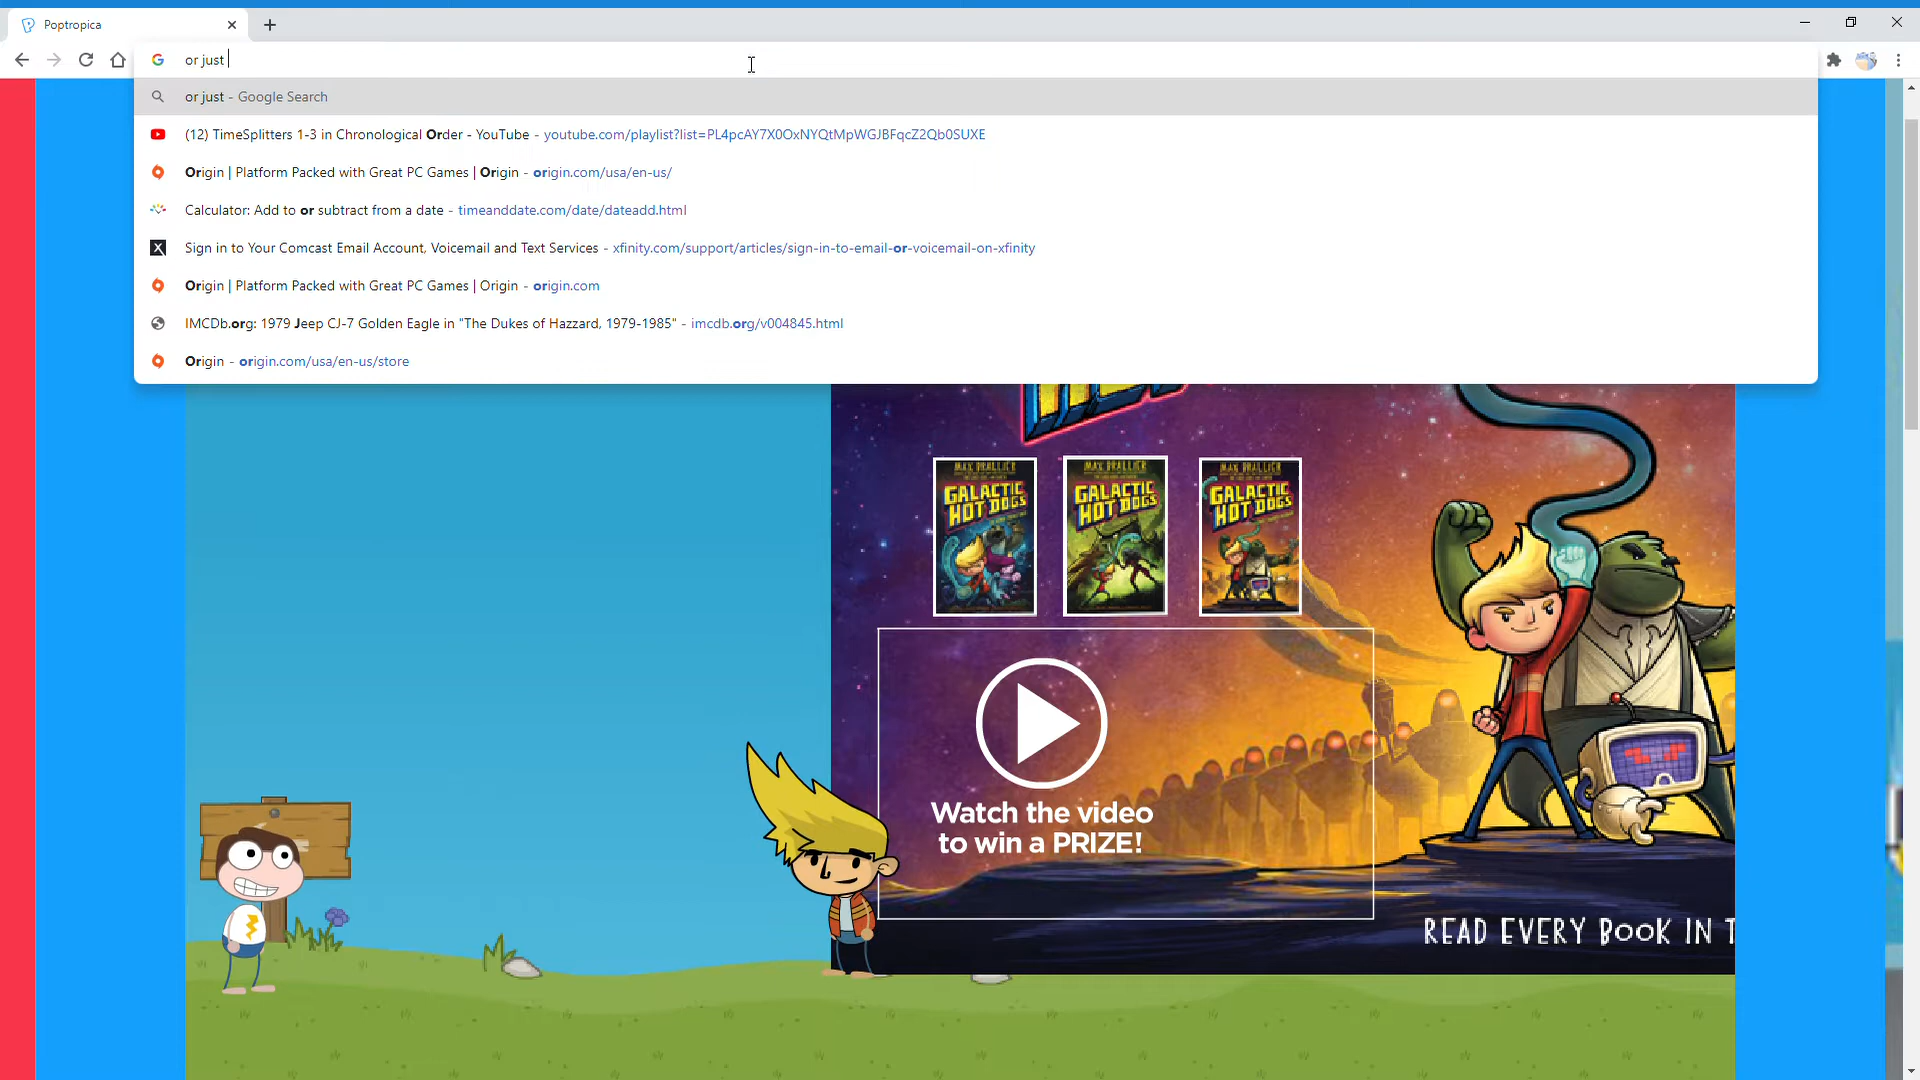 Poptropica
or just
or just - Google Search
(12) TimeSplitters 1-3 in Chronological Order - YouTube - youtube.com/playlist?list=PL4pcAY7X0OxNYQtMpWGJBFqcZ2Qb0SUXE
Origin | Platform Packed with Great PC Games | Origin - origin.com/usa/en-us/
Calculator: Add to or subtract from a date - timeanddate.com/date/dateadd.html
Sign in to Your Comcast Email Account, Voicemail and Text Services - xfinity.com/support/articles/sign-in-to-email-or-voicemail-on-xfinity
Origin | Platform Packed with Great PC Games | Origin - origin.com
IMCDb.org: 1979 Jeep CJ-7 Golden Eagle in "The Dukes of Hazzard, 1979-1985" - imcdb.org/v004845.html
Origin - origin.com/usa/en-us/store
MAX BRALLIER MAX BRALLIER MAX BRALLIER
GALACTIC GALACTIC GALACTIC
HOT DOGS HOT DOGS HOT DOGS
Watch the video
to win a PRIZE!
READ EVERY BOOK IN T